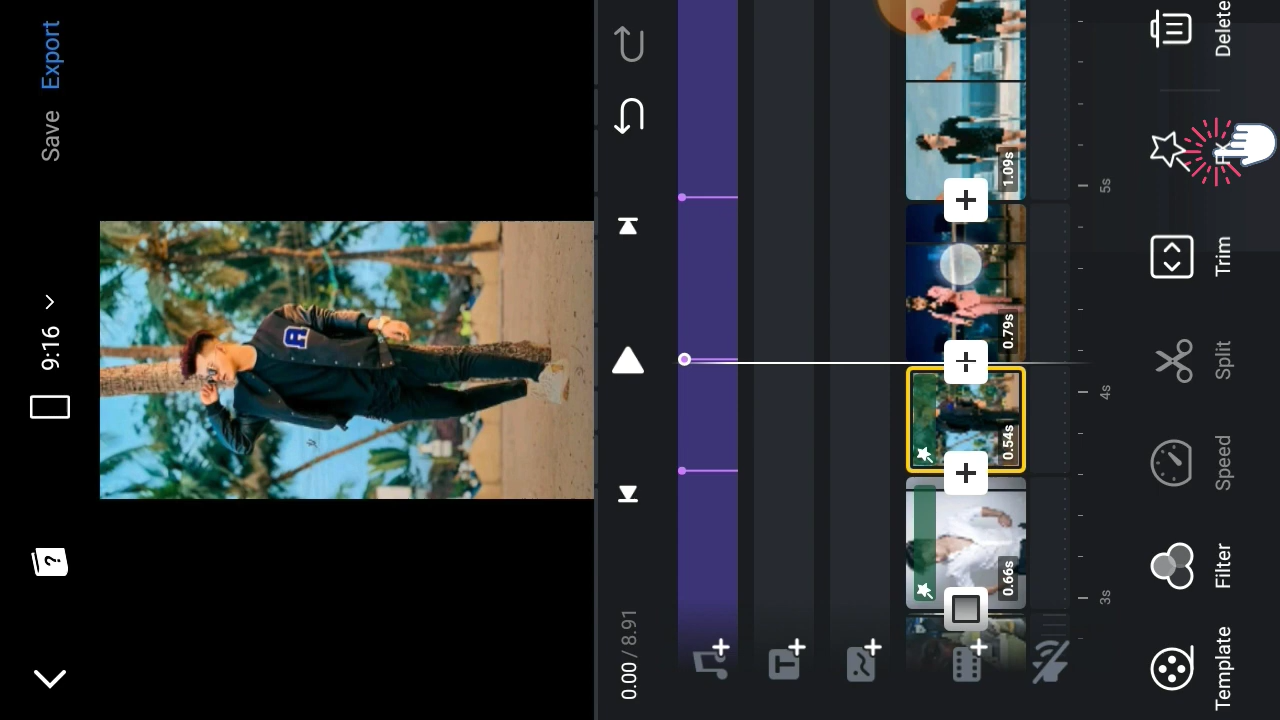 9:16
Save
Export
?
R
0.00 / 8.91
0.66s
0.54s
0.79s
1.09s
3s
4s
5s
Template
Filter
Speed
Split
Trim
Delete